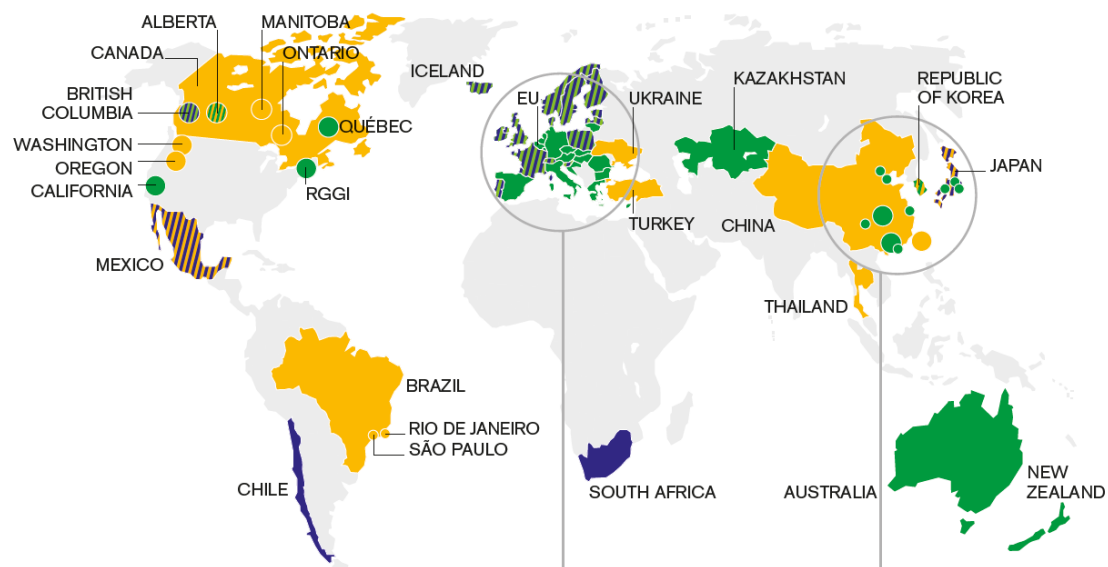 ALBERTA
MANITOBA
CANADA
ONTARIO
BRITISH
COLUMBIA
QUÉBEC
WASHINGTON
OREGON
CALIFORNIA
RGGI
MEXICO
ICELAND
EU
UKRAINE
TURKEY
KAZAKHSTAN
REPUBLIC
OF KOREA
JAPAN
CHINA
THAILAND
BRAZIL
RIO DE JANEIRO
SÃO PAULO
CHILE
SOUTH AFRICA
AUSTRALIA
NEW
ZEALAND